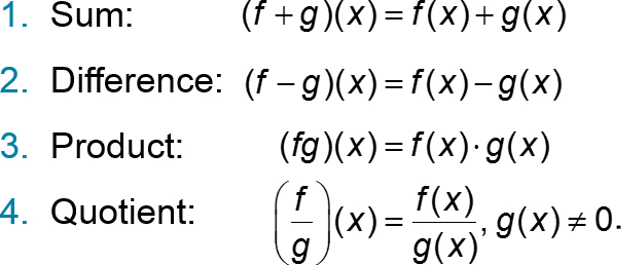 1. Sum: (f + g)(x) = f(x) + g(x)
2. Difference: (f − g)(x) = f(x) − g(x)
3. Product: (fg)(x) = f(x) · g(x)
4. Quotient: (f/g)(x) = f(x)/g(x), g(x) ≠ 0.